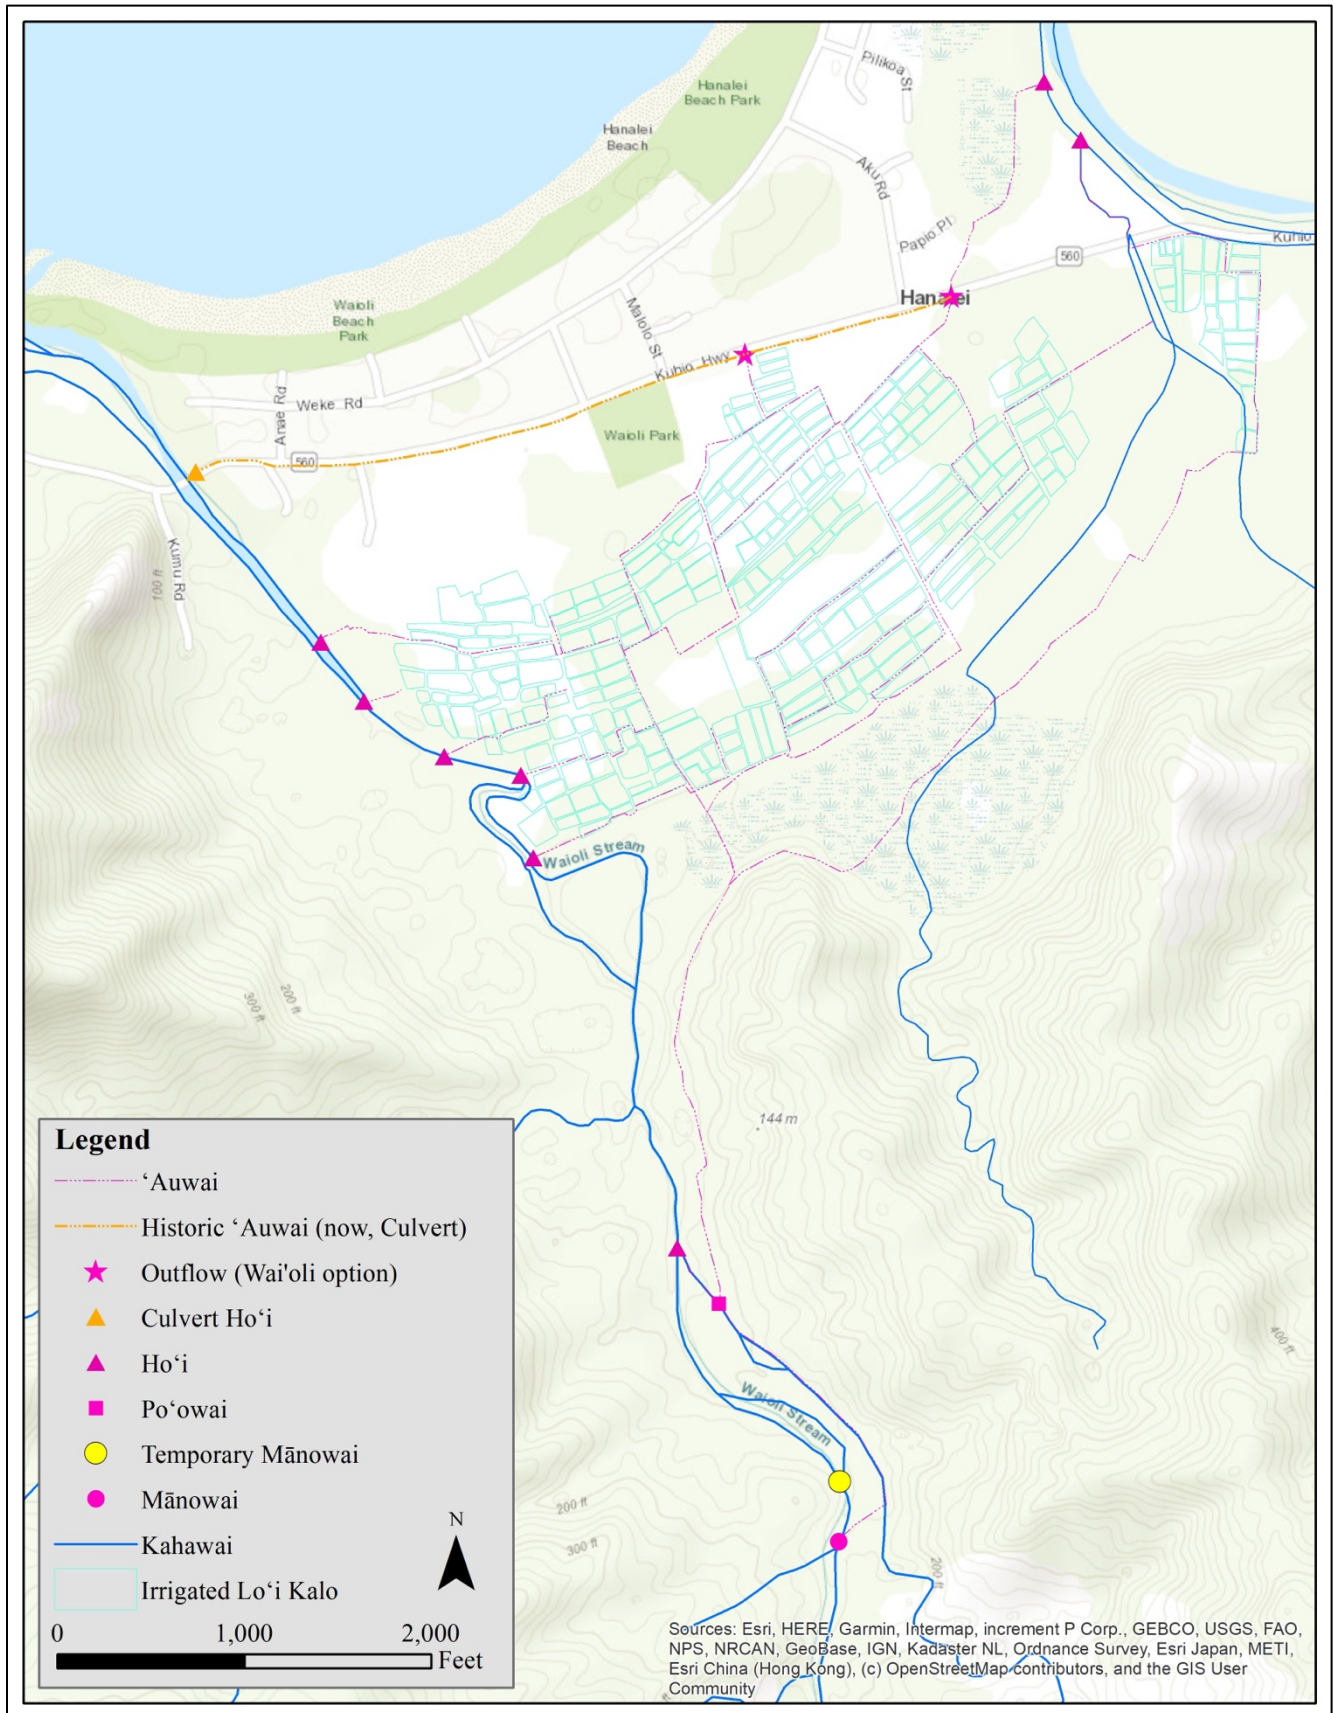 Pilikoa St
Hanalei
Beach Park
Hanalei
Beach
Aku Rd
Papio Pl
Kuhio
560
Hanalei
Waioli
Beach
Park
Malolo St
Kuhio Hwy
Weke Rd
Anae Rd
Waioli Park
560
Kumu Rd
100 ft
Waioli Stream
200 ft
300 ft
144 m
400 ft
Waioli Stream
200 ft
300 ft
200 ft
Legend
ʻAuwai
Historic ʻAuwai (now, Culvert)
Outflow (Wai'oli option)
Culvert Hoʻi
Hoʻi
Poʻowai
Temporary Mānowai
Mānowai
Kahawai
Irrigated Loʻi Kalo
N
0 1,000 2,000
Feet
Sources: Esri, HERE, Garmin, Intermap, increment P Corp., GEBCO, USGS, FAO,
NPS, NRCAN, GeoBase, IGN, Kadaster NL, Ordnance Survey, Esri Japan, METI,
Esri China (Hong Kong), (c) OpenStreetMap contributors, and the GIS User
Community